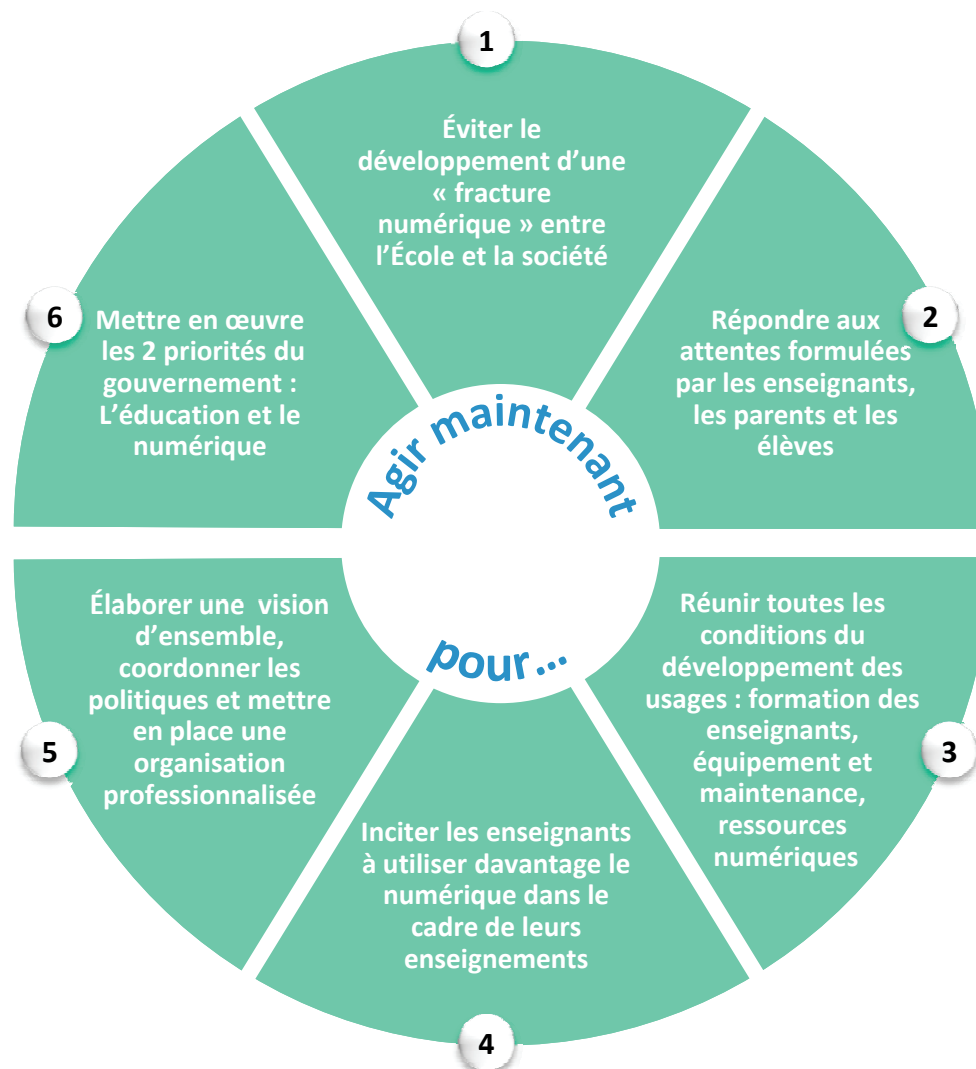 1
Éviter le
développement d'une
« fracture
numérique » entre
l'École et la société
2
Répondre aux
attentes formulées
par les enseignants,
les parents et les
élèves
3
Réunir toutes les
conditions du
développement des
usages : formation des
enseignants,
équipement et
maintenance,
ressources
numériques
4
Inciter les enseignants
à utiliser davantage le
numérique dans le
cadre de leurs
enseignements
5
Élaborer une  vision
d'ensemble,
coordonner les
politiques et mettre
en place une
organisation
professionnalisée
6
Mettre en œuvre
les 2 priorités du
gouvernement :
L'éducation et le
numérique
Agir maintenant
pour…